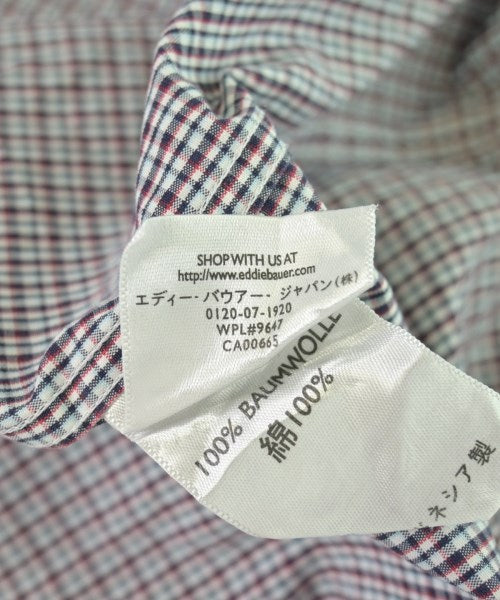 SHOP WITH US AT
http://www.eddiebauer.com
エディー・バウアー・ジャパン(株)
0120-07-1920
WPL#9647
CA00665
100% BAUMWOLLE
綿100%
ネシア製